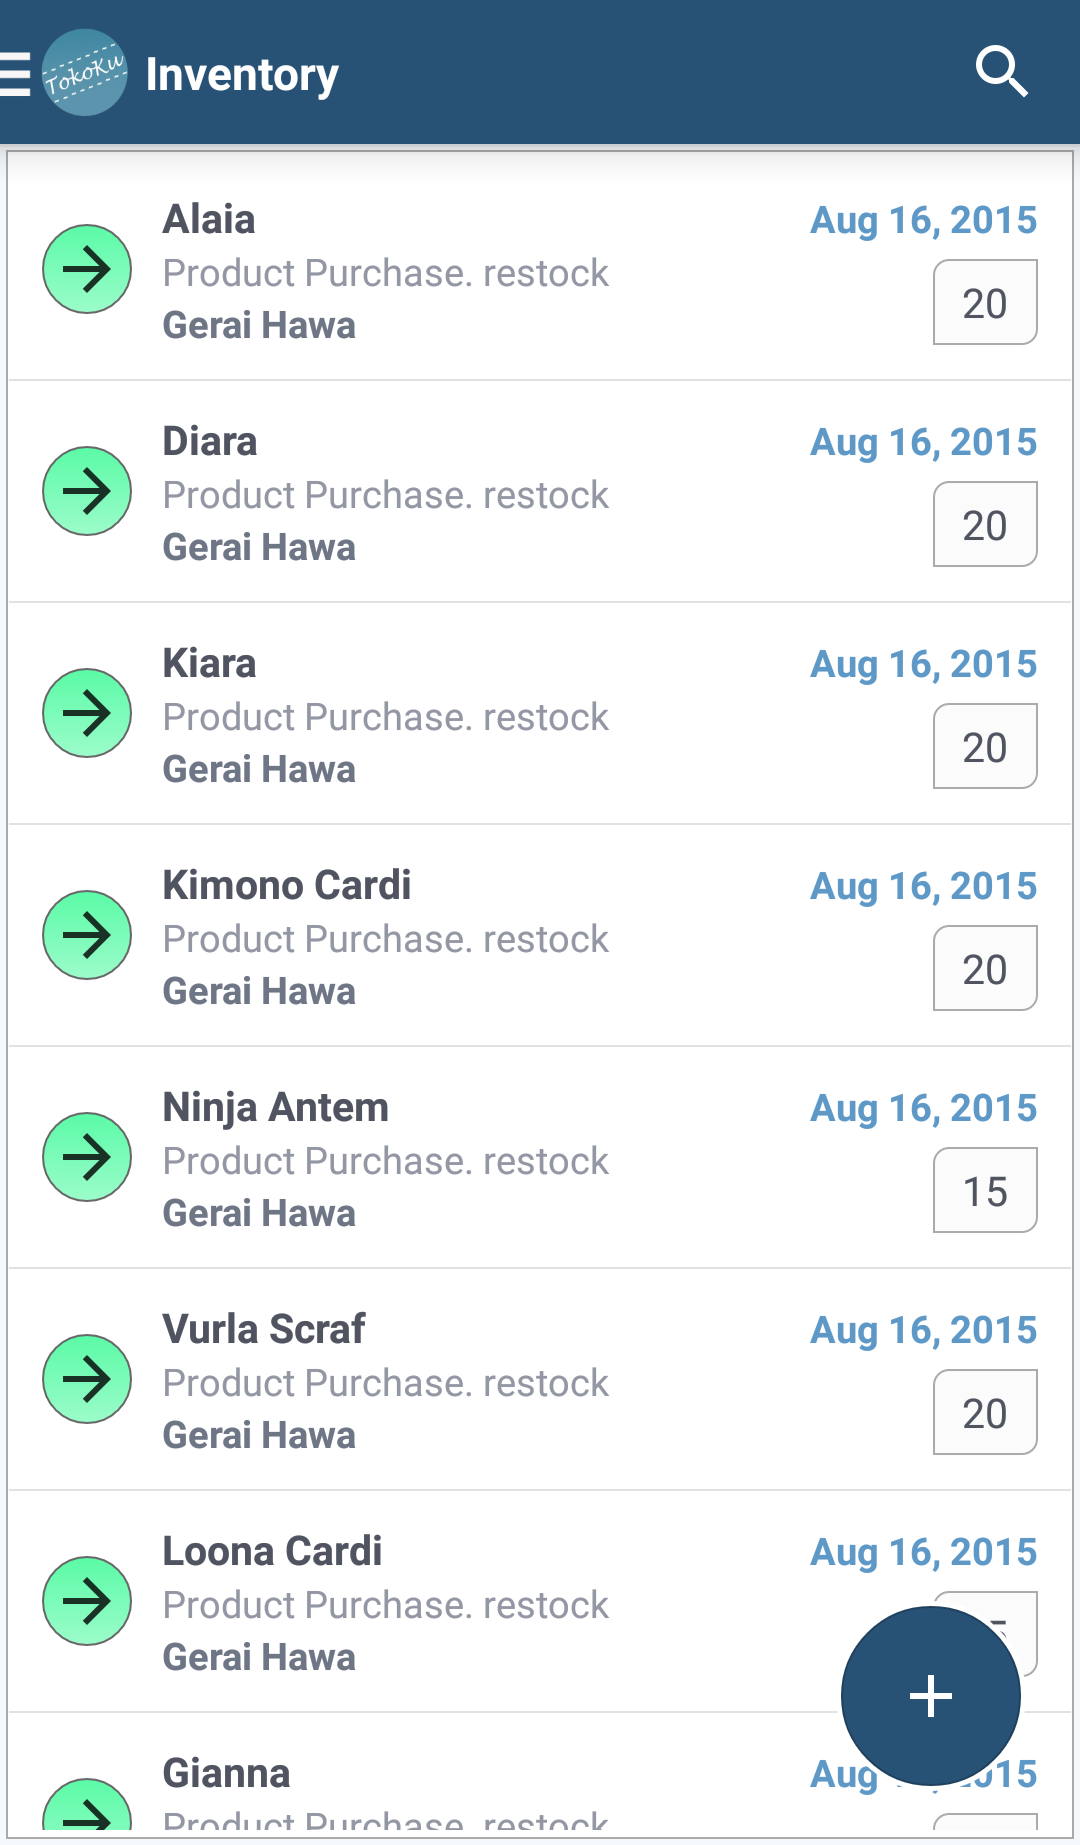 TokoKu
Inventory
Alaia
Aug 16, 2015
Product Purchase. restock
20
Gerai Hawa
Diara
Aug 16, 2015
Product Purchase. restock
20
Gerai Hawa
Kiara
Aug 16, 2015
Product Purchase. restock
20
Gerai Hawa
Kimono Cardi
Aug 16, 2015
Product Purchase. restock
20
Gerai Hawa
Ninja Antem
Aug 16, 2015
Product Purchase. restock
15
Gerai Hawa
Vurla Scraf
Aug 16, 2015
Product Purchase. restock
20
Gerai Hawa
Loona Cardi
Aug 16, 2015
Product Purchase. restock
Gerai Hawa
Gianna
Aug
Product Purchase. restock